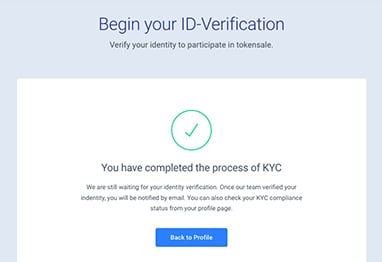 Begin your ID-Verification
Verify your identity to participate in tokensale.
You have completed the process of KYC
We are still waiting for your identity verification. Once our team verified your
indentity, you will be notified by email. You can also check your KYC compliance
status from your profile page.
Back to Profile